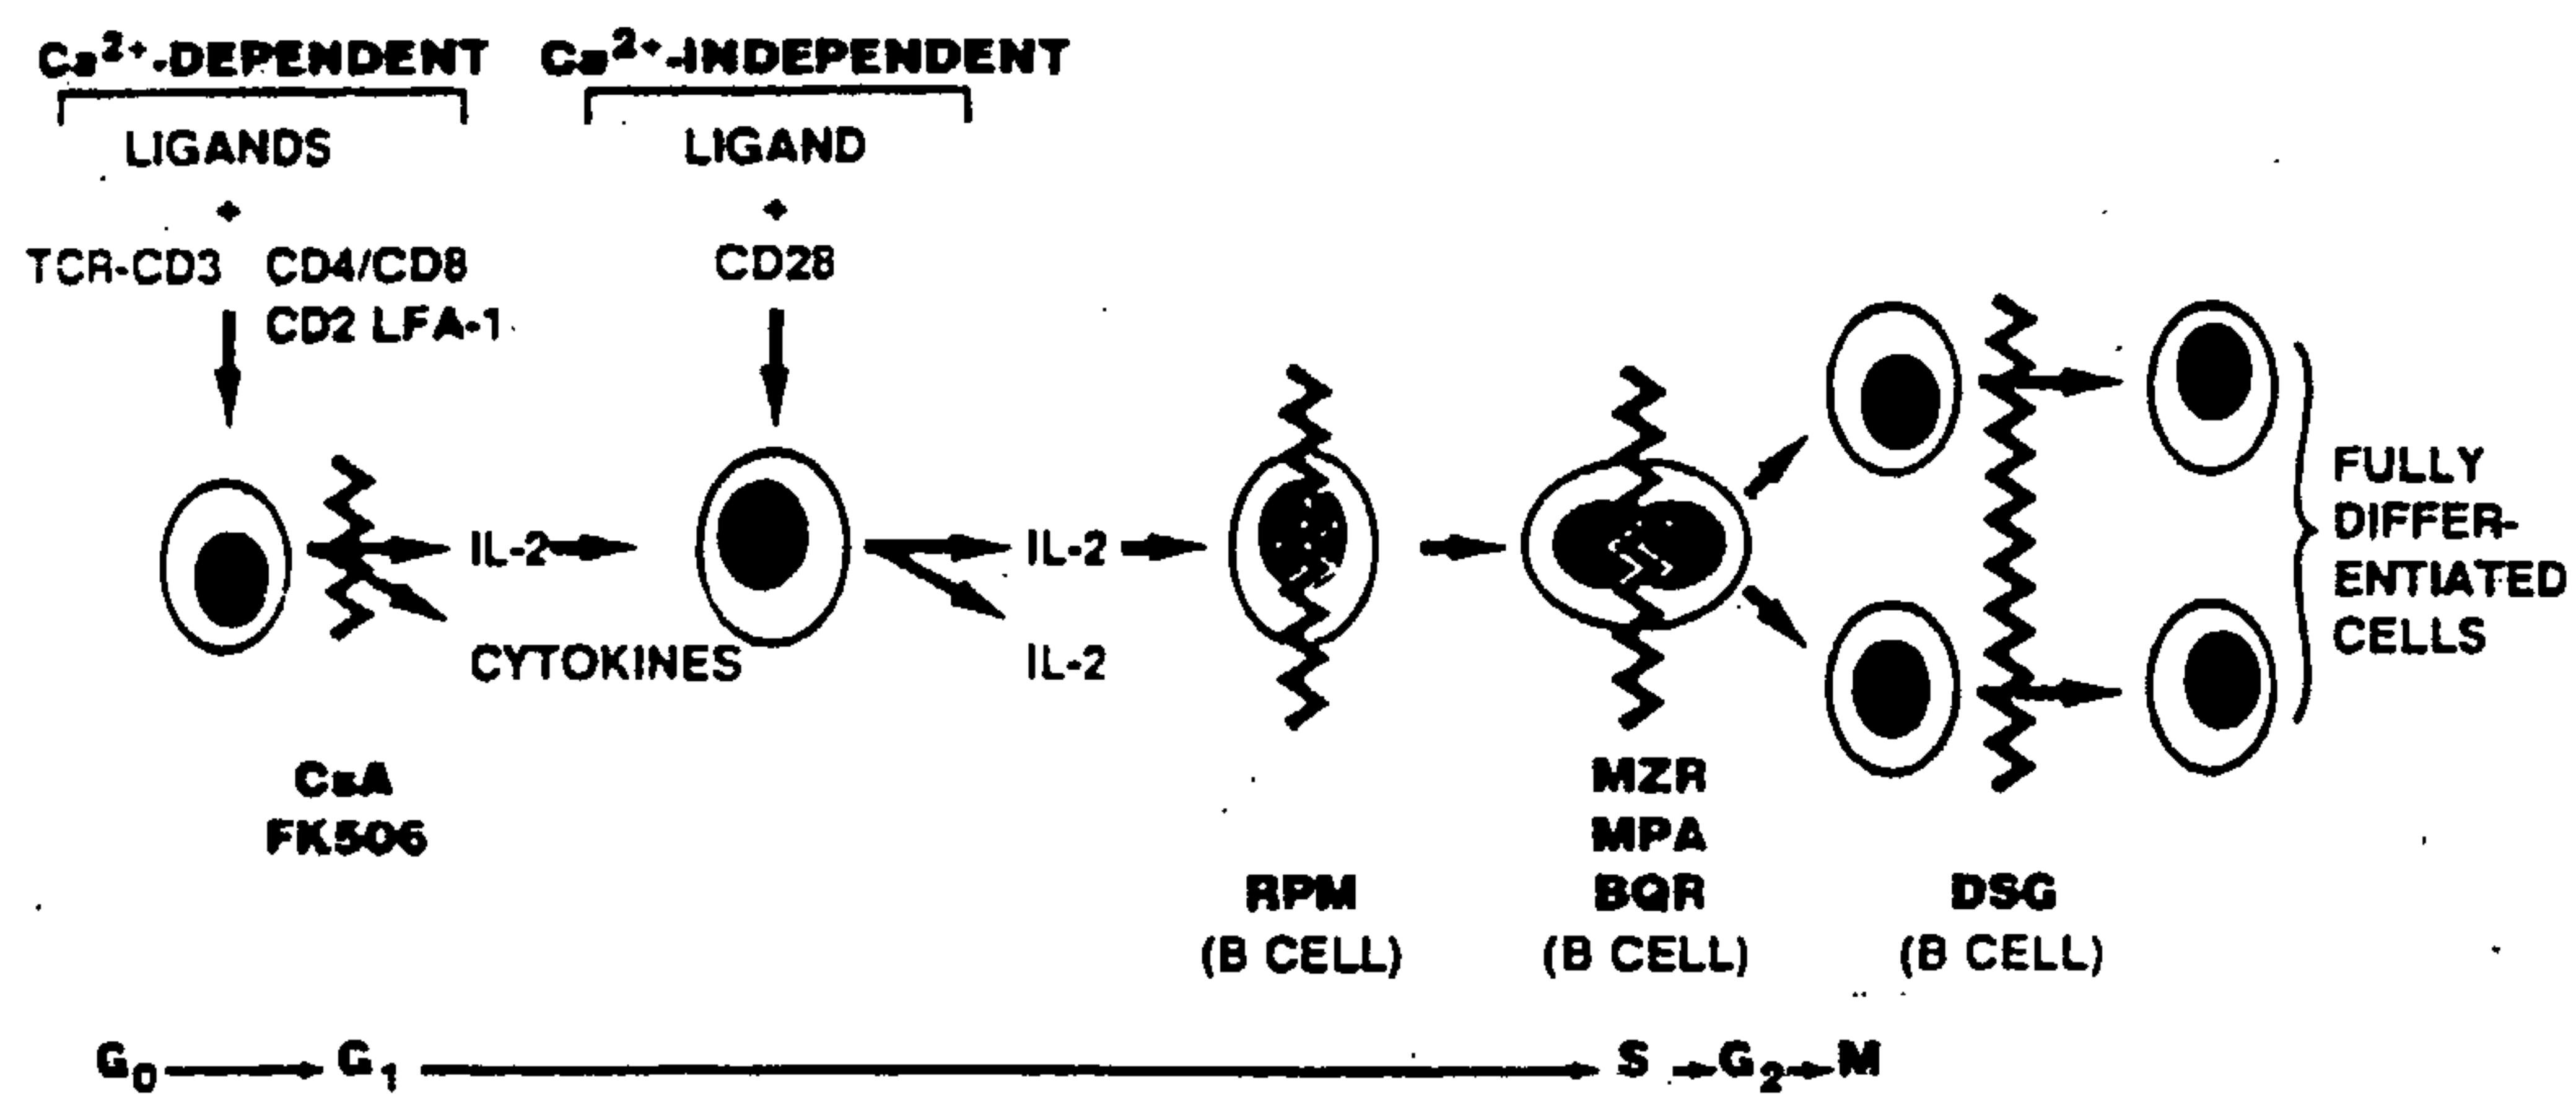 Ca²⁺-DEPENDENT
Ca²⁺-INDEPENDENT
LIGANDS
LIGAND
+
+
TCR-CD3
CD4/CD8
CD28
CD2 LFA-1
IL-2
IL-2
CYTOKINES
IL-2
FULLY
DIFFER-
ENTIATED
CELLS
CsA
FK506
RPM
(B CELL)
MZR
MPA
BQR
(B CELL)
DSG
(B CELL)
G₀
G₁
S
G₂
M